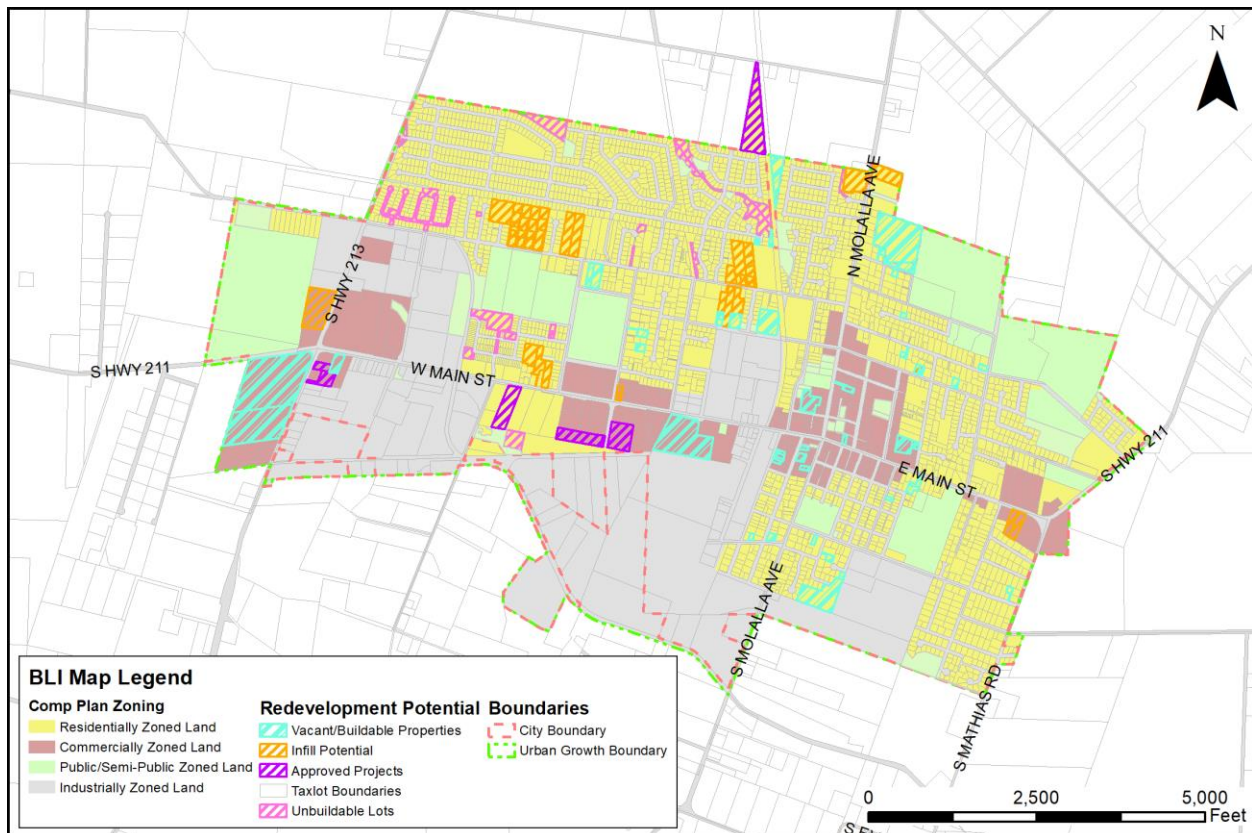 N
N MOLALLA AVE
S HWY 213
S HWY 211
W MAIN ST
S HWY 211
E MAIN ST
S MOLALLA AVE
S MATHIAS RD
BLI Map Legend
Comp Plan Zoning
Residentially Zoned Land
Commercially Zoned Land
Public/Semi-Public Zoned Land
Industrially Zoned Land
Redevelopment Potential
Vacant/Buildable Properties
Infill Potential
Approved Projects
Taxlot Boundaries
Unbuildable Lots
Boundaries
City Boundary
Urban Growth Boundary
0 2,500 5,000
Feet